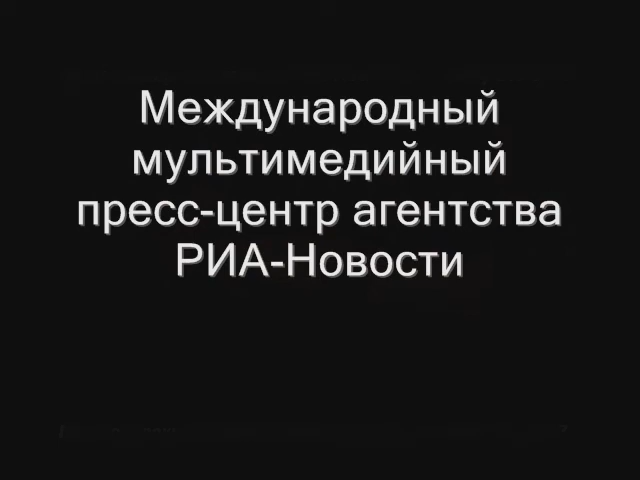 Международный
мультимедийный
пресс-центр агентства
РИА-Новости